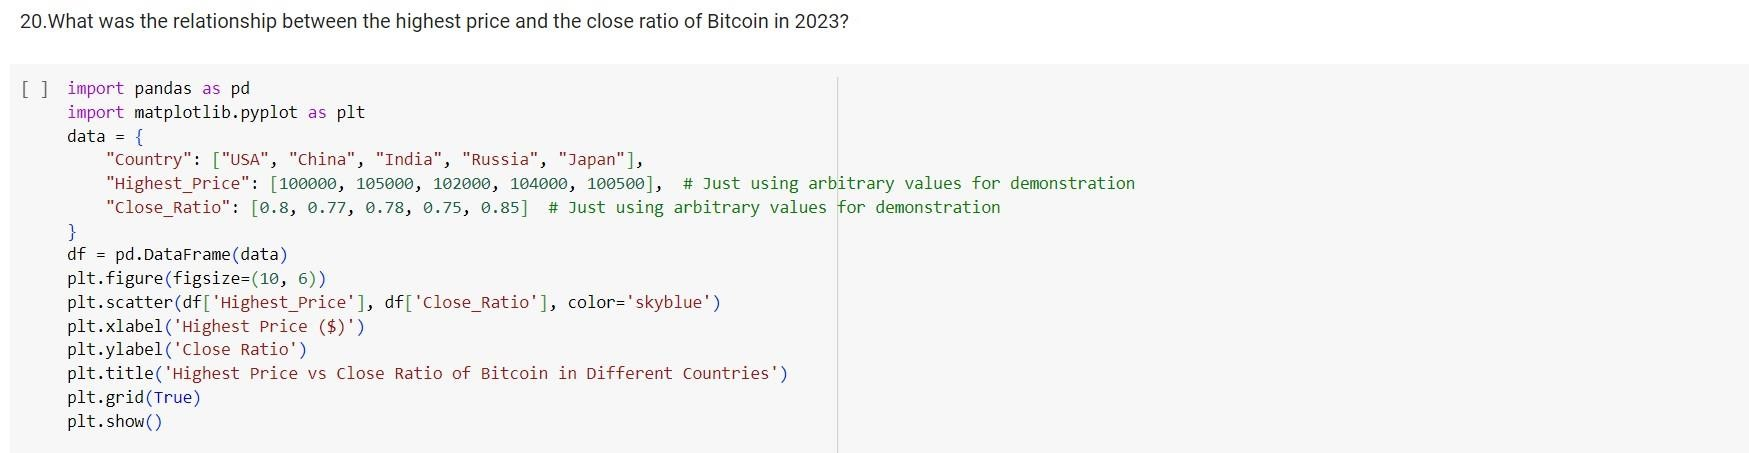 20.What was the relationship between the highest price and the close ratio of Bitcoin in 2023?
[ ] import pandas as pd
import matplotlib.pyplot as plt
data = {
    "Country": ["USA", "China", "India", "Russia", "Japan"],
    "Highest_Price": [100000, 105000, 102000, 104000, 100500],  # Just using arbitrary values for demonstration
    "Close_Ratio": [0.8, 0.77, 0.78, 0.75, 0.85]  # Just using arbitrary values for demonstration
}
df = pd.DataFrame(data)
plt.figure(figsize=(10, 6))
plt.scatter(df['Highest_Price'], df['Close_Ratio'], color='skyblue')
plt.xlabel('Highest Price ($)')
plt.ylabel('Close Ratio')
plt.title('Highest Price vs Close Ratio of Bitcoin in Different Countries')
plt.grid(True)
plt.show()